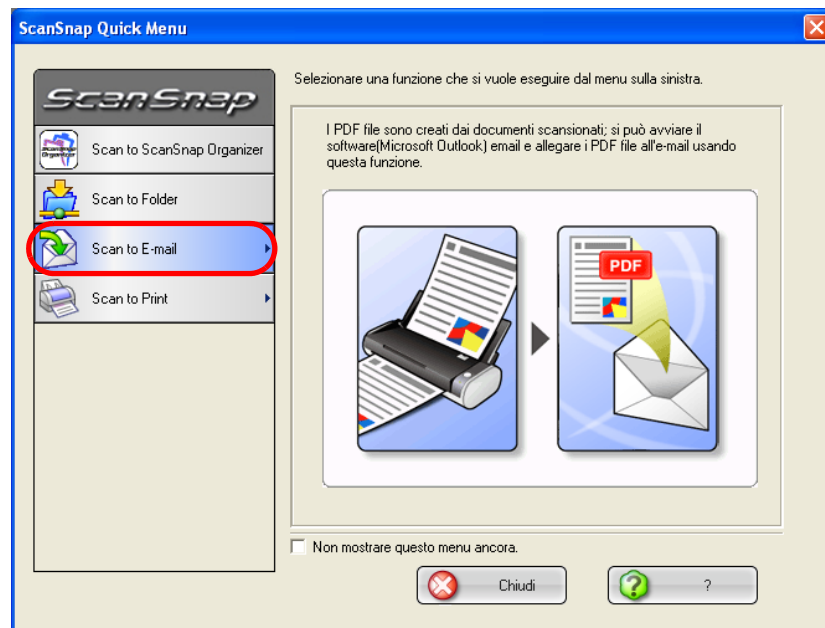 ScanSnap Quick Menu
ScanSnap
Scan to ScanSnap Organizer
Scan to Folder
Scan to E-mail
Scan to Print
Selezionare una funzione che si vuole eseguire dal menu sulla sinistra.
I PDF file sono creati dai documenti scansionati; si può avviare il
software(Microsoft Outlook) email e allegare i PDF file all'e-mail usando
questa funzione.
PDF
Non mostrare questo menu ancora.
Chiudi
?